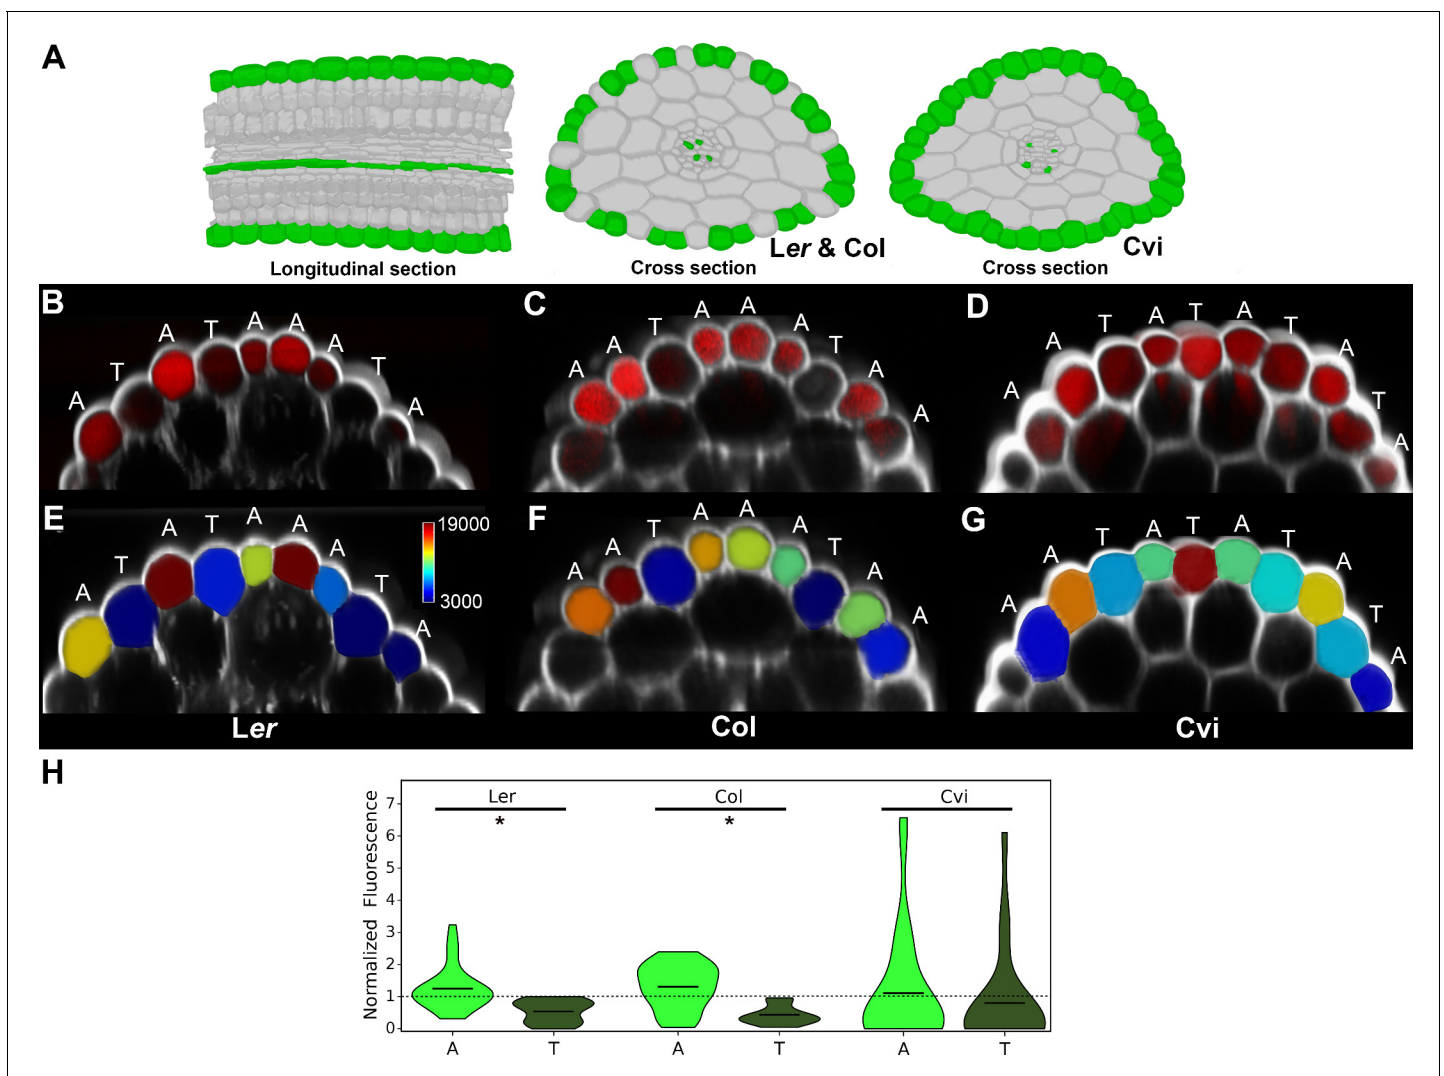 A
Ler & Col
Cvi
Longitudinal section
Cross section
Cross section
B
A T A A A T A T A
C
A A T A A A T A A
D
A A T A T A T A T A
E
A T A T A A A T A
19000
3000
F
A A T A A A T A A
G
A A T A T A T A T A
Ler
Col
Cvi
H
Ler
Col
Cvi
*
*
Normalized Fluorescence
7
6
5
4
3
2
1
0
A T A T A T